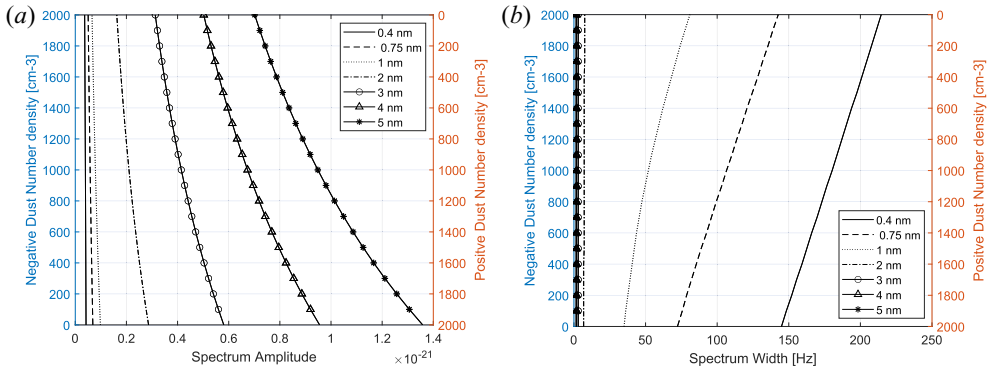 (a)
2000
1800
1600
1400
1200
1000
800
600
400
200
0
Negative Dust Number density [cm-3]
0
200
400
600
800
1000
1200
1400
1600
1800
2000
Positive Dust Number density [cm-3]
0.4 nm
0.75 nm
1 nm
2 nm
3 nm
4 nm
5 nm
0 0.2 0.4 0.6 0.8 1 1.2 1.4
Spectrum Amplitude
×10-21
(b)
2000
1800
1600
1400
1200
1000
800
600
400
200
0
Negative Dust Number Density [cm-3]
0
200
400
600
800
1000
1200
1400
1600
1800
2000
Positve Dust Number density [cm-3]
0.4 nm
0.75 nm
1 nm
2 nm
3 nm
4 nm
5 nm
0 50 100 150 200 250
Spectrum Width [Hz]